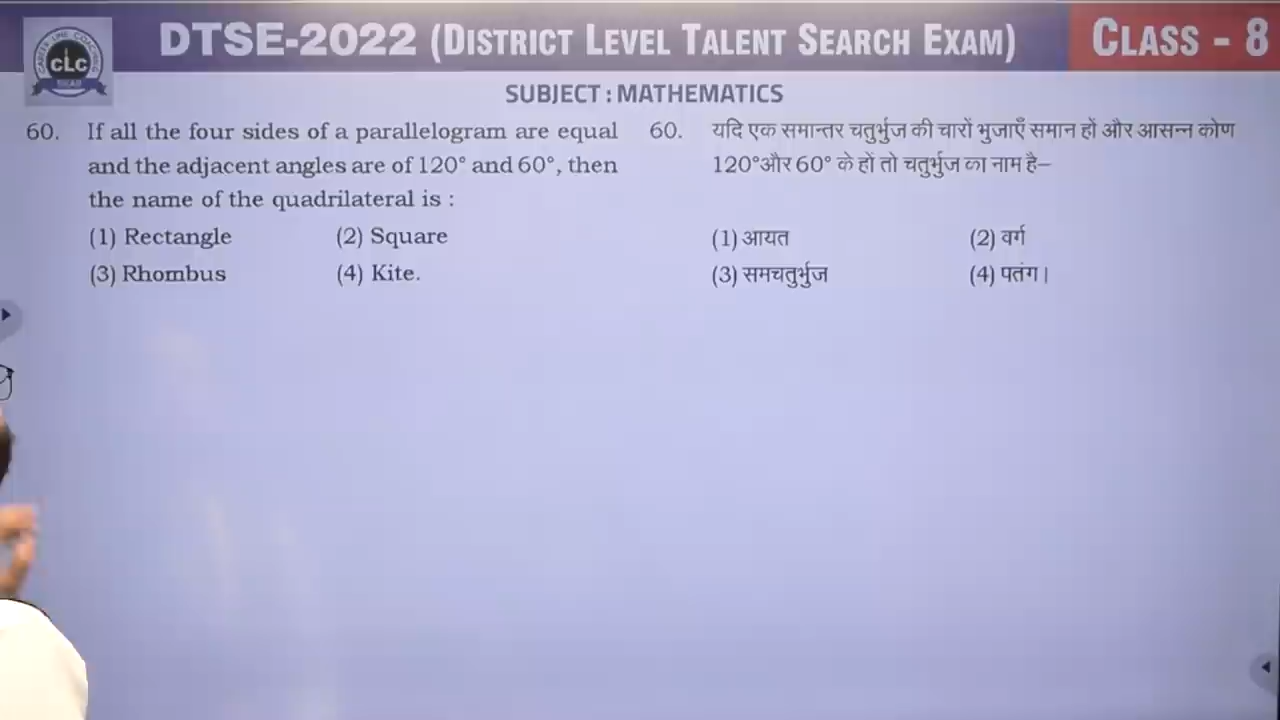 DTSE-2022 (DISTRICT LEVEL TALENT SEARCH EXAM)
CLASS - 8
CLC
SUBJECT : MATHEMATICS
60. If all the four sides of a parallelogram are equal
and the adjacent angles are of 120° and 60°, then
the name of the quadrilateral is :
(1) Rectangle (2) Square
(3) Rhombus (4) Kite.
60. यदि एक समान्तर चतुर्भुज की चारों भुजाएँ समान हों और आसन्न कोण
120°और 60° के हों तो चतुर्भुज का नाम है–
(1) आयत (2) वर्ग
(3) समचतुर्भुज (4) पतंग।